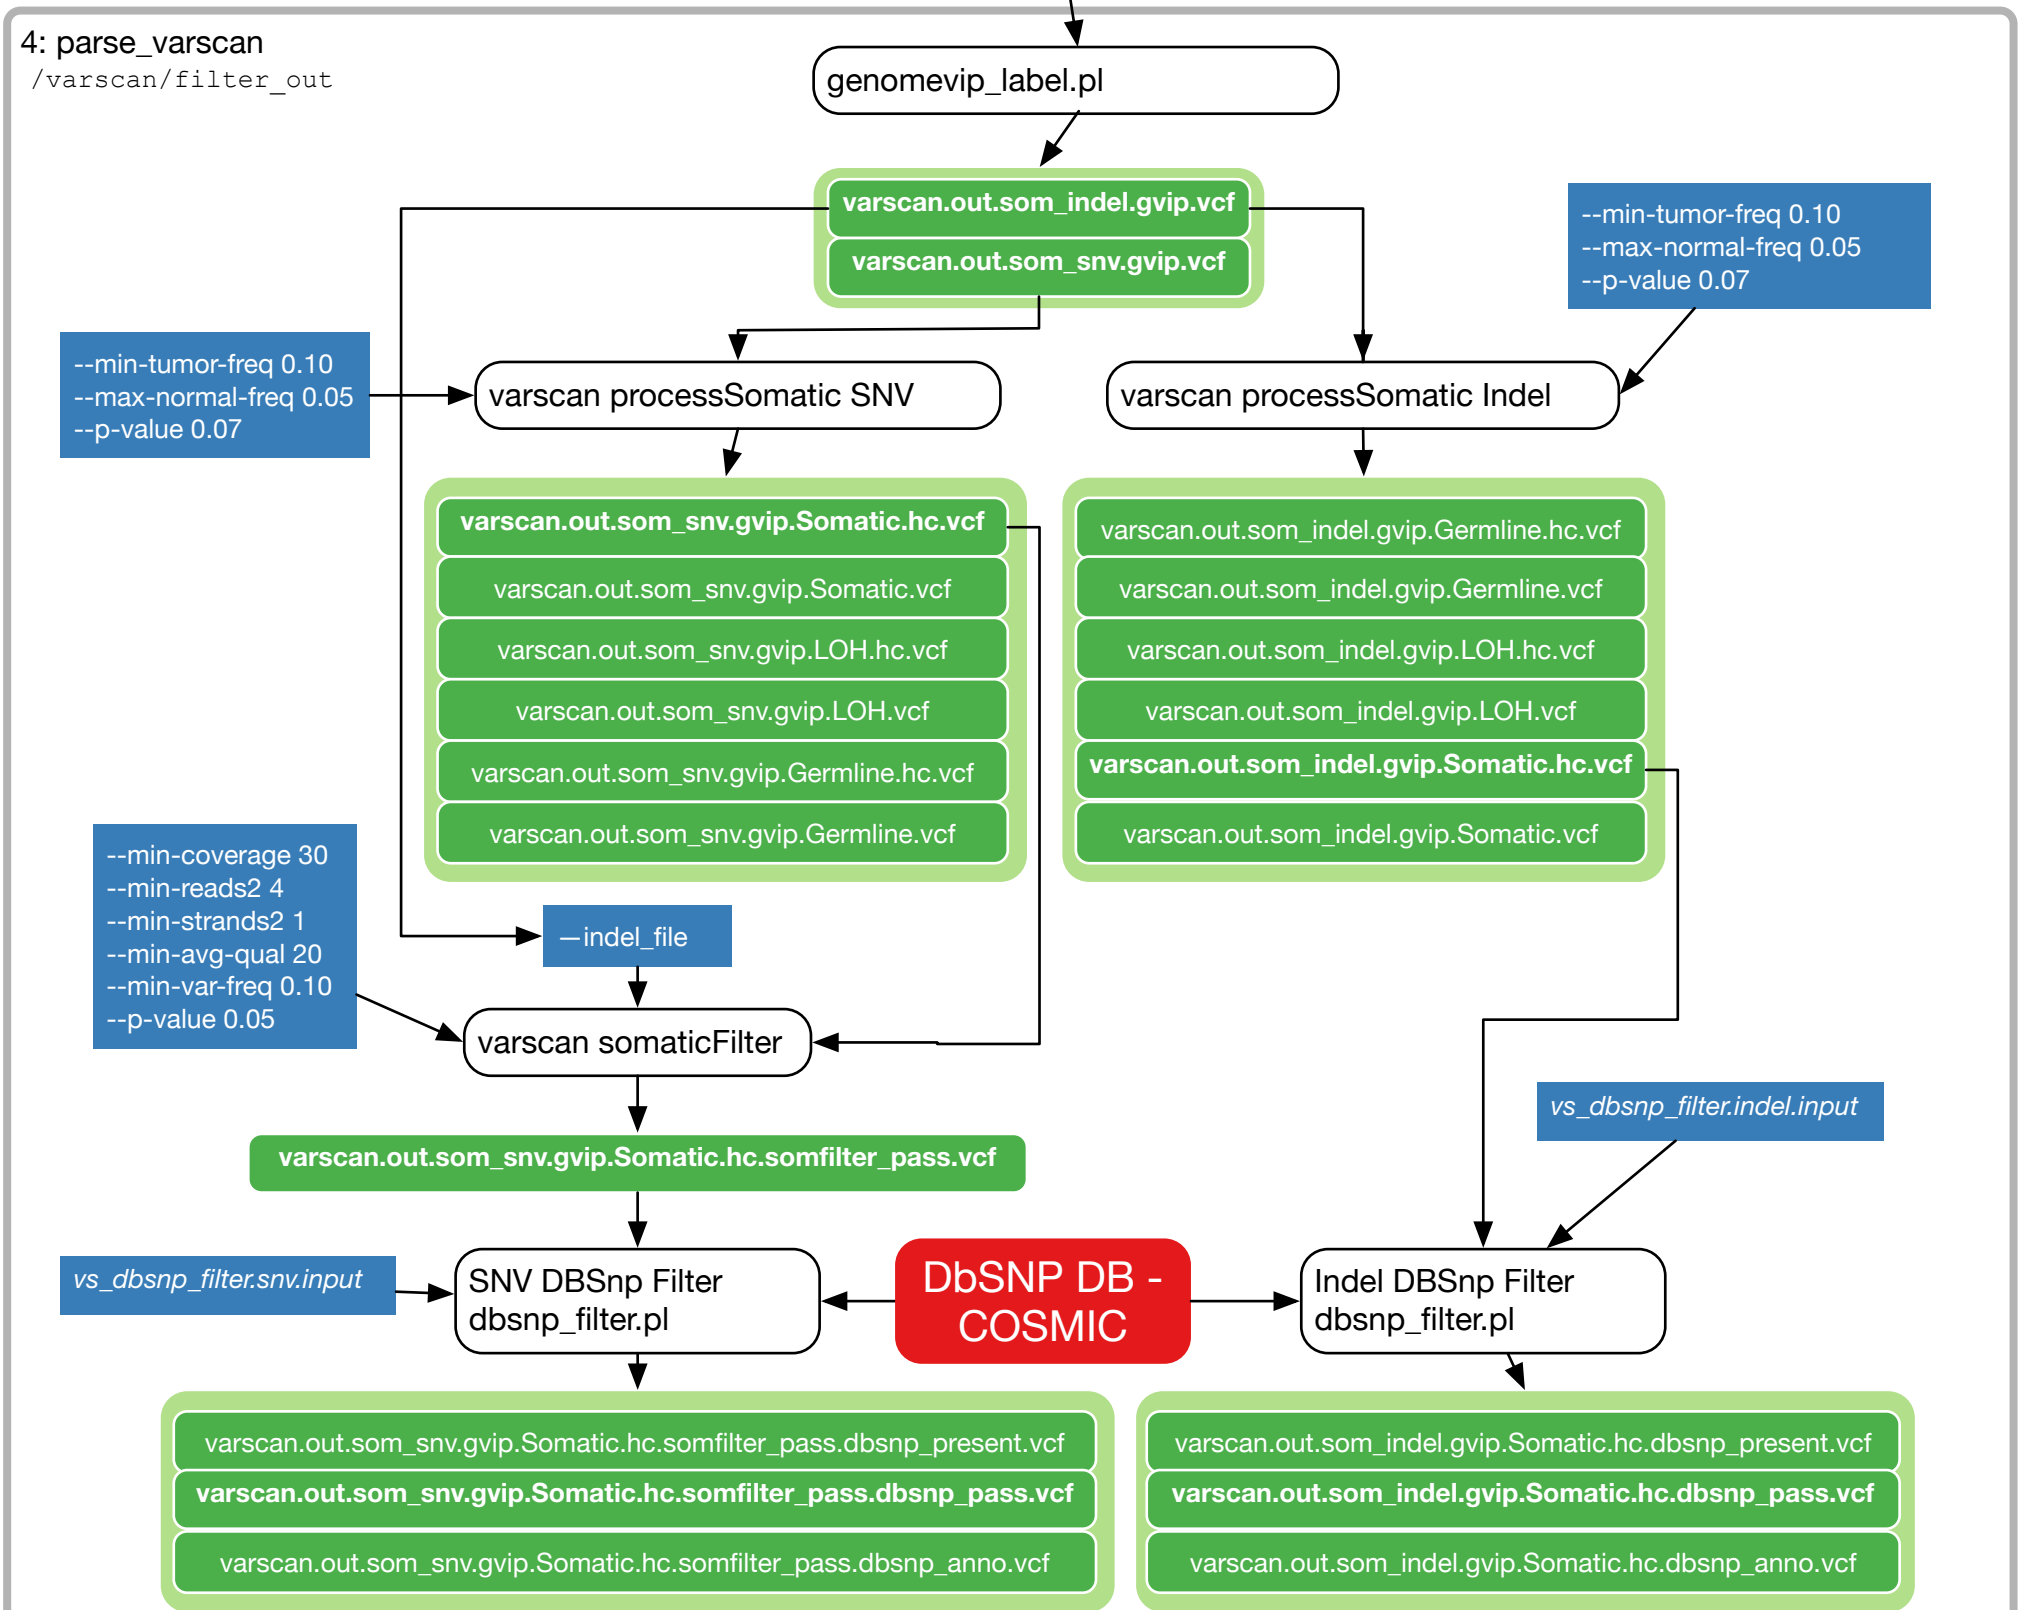 4: parse_varscan
/varscan/filter_out
genomevip_label.pl
varscan.out.som_indel.gvip.vcf
varscan.out.som_snv.gvip.vcf
--min-tumor-freq 0.10
--max-normal-freq 0.05
--p-value 0.07
--min-tumor-freq 0.10
--max-normal-freq 0.05
--p-value 0.07
varscan processSomatic SNV
varscan processSomatic Indel
varscan.out.som_snv.gvip.Somatic.hc.vcf
varscan.out.som_snv.gvip.Somatic.vcf
varscan.out.som_snv.gvip.LOH.hc.vcf
varscan.out.som_snv.gvip.LOH.vcf
varscan.out.som_snv.gvip.Germline.hc.vcf
varscan.out.som_snv.gvip.Germline.vcf
varscan.out.som_indel.gvip.Germline.hc.vcf
varscan.out.som_indel.gvip.Germline.vcf
varscan.out.som_indel.gvip.LOH.hc.vcf
varscan.out.som_indel.gvip.LOH.vcf
varscan.out.som_indel.gvip.Somatic.hc.vcf
varscan.out.som_indel.gvip.Somatic.vcf
--min-coverage 30
--min-reads2 4
--min-strands2 1
--min-avg-qual 20
--min-var-freq 0.10
--p-value 0.05
—indel_file
varscan somaticFilter
varscan.out.som_snv.gvip.Somatic.hc.somfilter_pass.vcf
vs_dbsnp_filter.indel.input
vs_dbsnp_filter.snv.input
SNV DBSnp Filter
dbsnp_filter.pl
DbSNP DB -
COSMIC
Indel DBSnp Filter
dbsnp_filter.pl
varscan.out.som_snv.gvip.Somatic.hc.somfilter_pass.dbsnp_present.vcf
varscan.out.som_snv.gvip.Somatic.hc.somfilter_pass.dbsnp_pass.vcf
varscan.out.som_snv.gvip.Somatic.hc.somfilter_pass.dbsnp_anno.vcf
varscan.out.som_indel.gvip.Somatic.hc.dbsnp_present.vcf
varscan.out.som_indel.gvip.Somatic.hc.dbsnp_pass.vcf
varscan.out.som_indel.gvip.Somatic.hc.dbsnp_anno.vcf